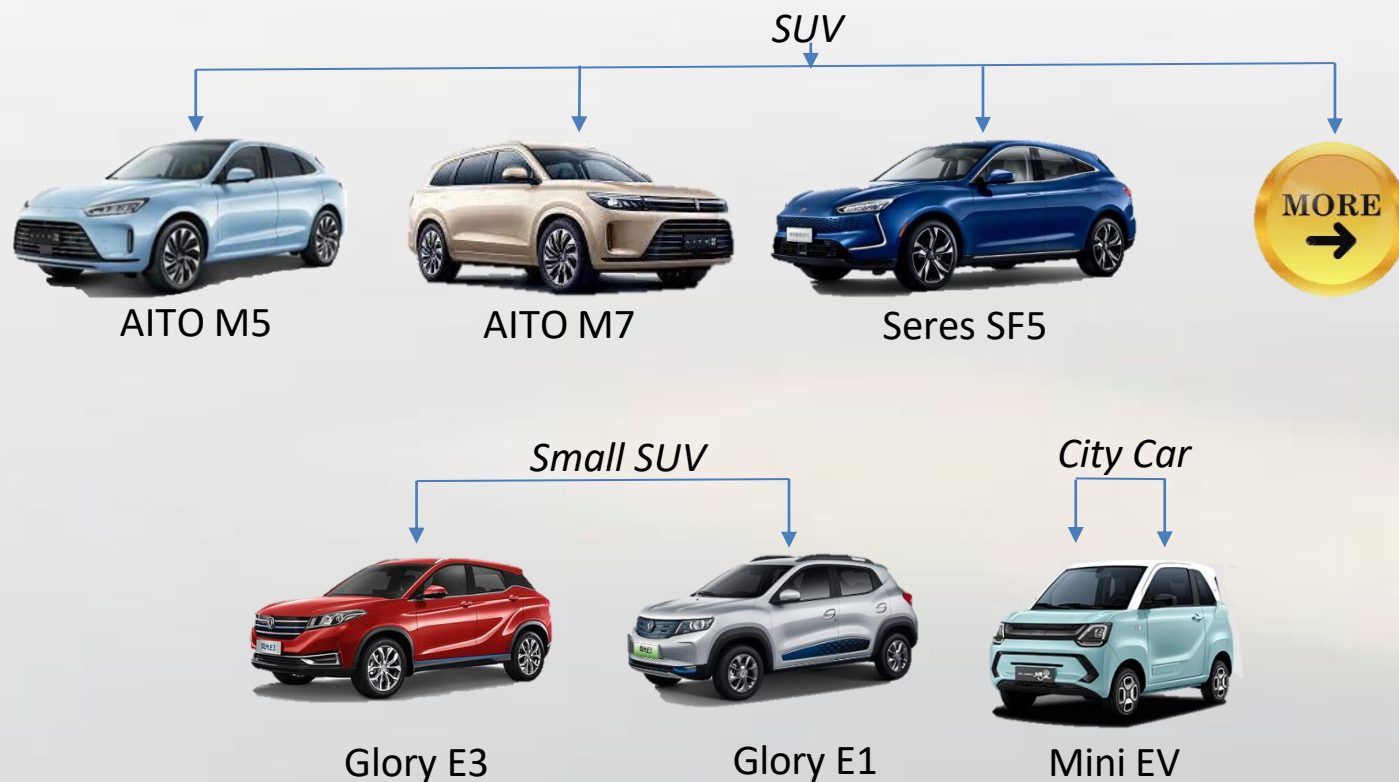 SUV
MORE
AITO M5
AITO M7
Seres SF5
Small SUV
City Car
Glory E3
Glory E1
Mini EV